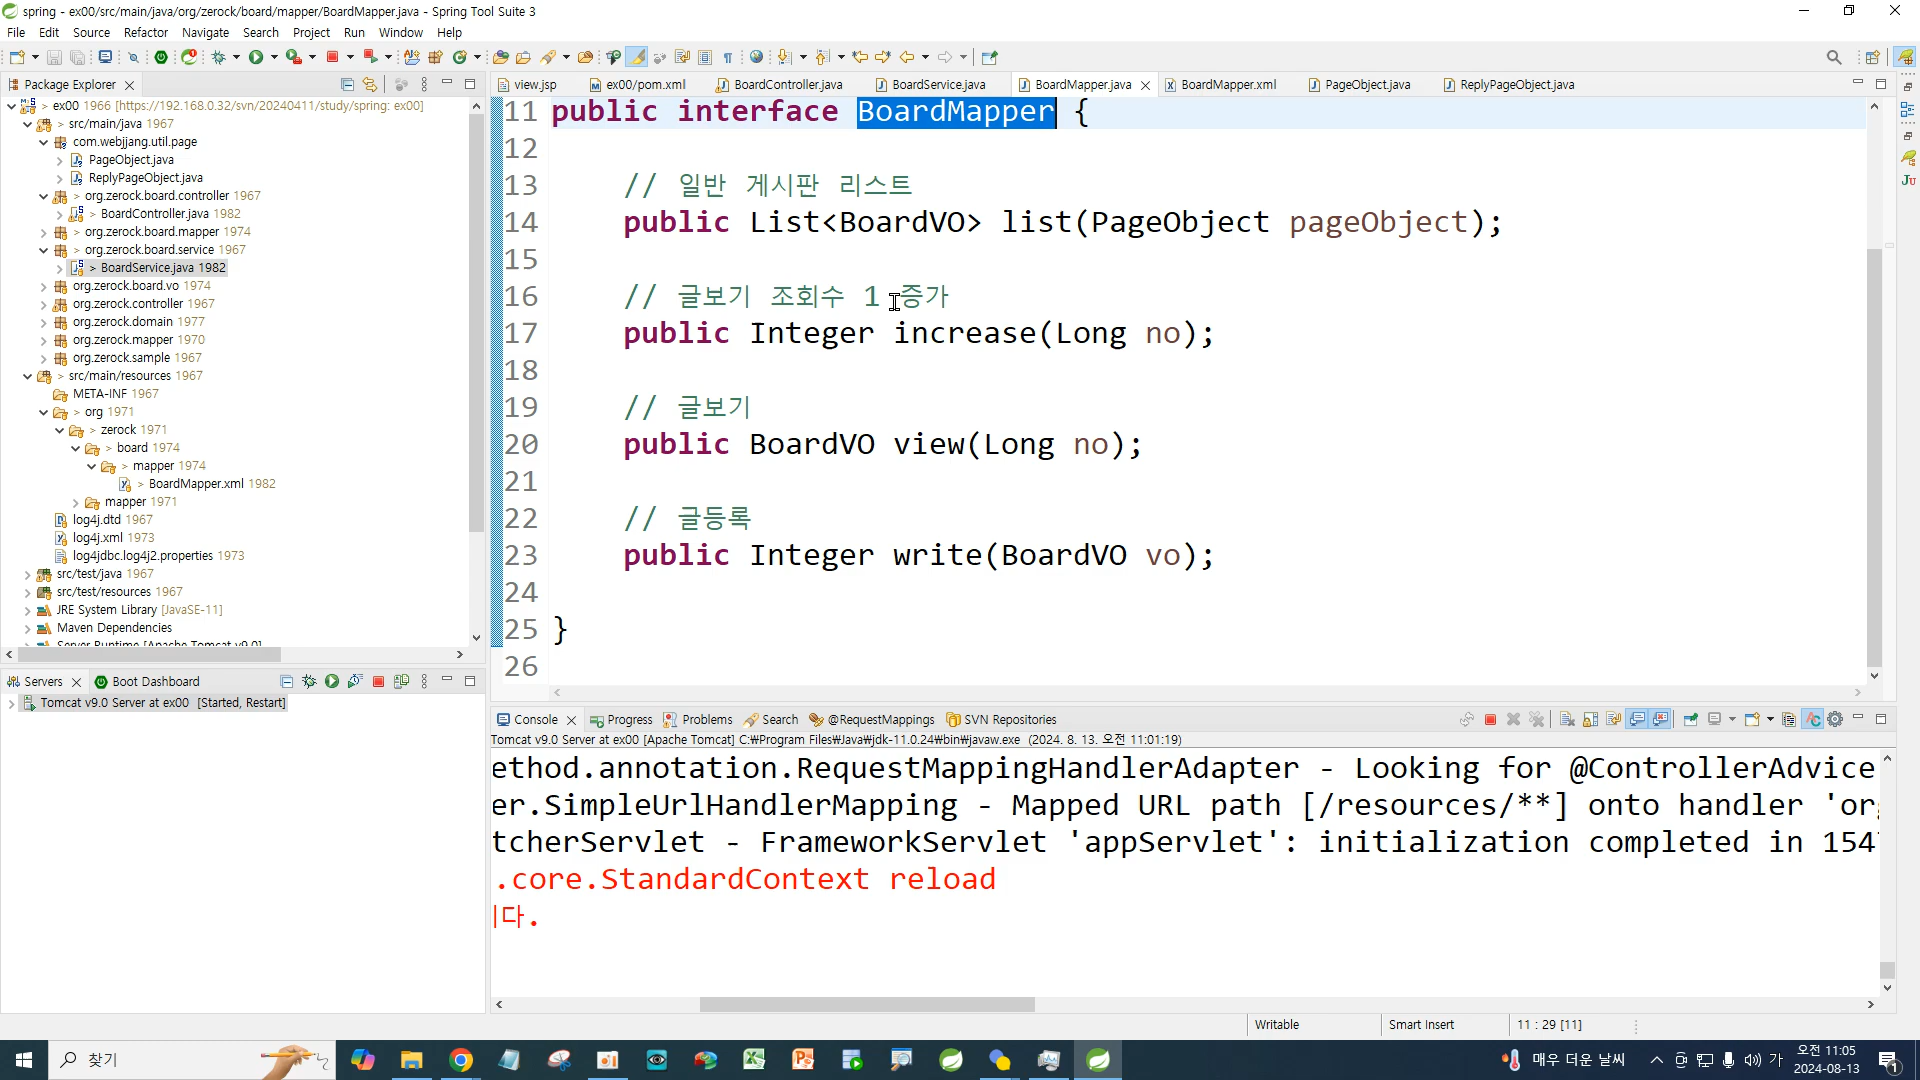 spring - ex00/src/main/java/org/zerock/board/mapper/BoardMapper.java - Spring Tool Suite 3
File Edit Source Refactor Navigate Search Project Run Window Help
Package Explorer
ex00 1966 [https://192.168.0.32/svn/20240411/study/spring: ex00]
> src/main/java 1967
com.webjjang.util.page
PageObject.java
ReplyPageObject.java
> org.zerock.board.controller 1967
> BoardController.java 1982
> org.zerock.board.mapper 1974
> org.zerock.board.service 1967
> BoardService.java 1982
org.zerock.board.vo 1974
org.zerock.controller 1967
org.zerock.domain 1977
org.zerock.mapper 1970
org.zerock.sample 1967
> src/main/resources 1967
META-INF 1967
> org 1971
> zerock 1971
> board 1974
> mapper 1974
> BoardMapper.xml 1982
mapper 1971
log4j.dtd 1967
log4j.xml 1973
log4jdbc.log4j2.properties 1973
src/test/java 1967
src/test/resources 1967
JRE System Library [JavaSE-11]
Maven Dependencies
Server Runtime [Apache Tomcat v9.0]
Servers Boot Dashboard
Tomcat v9.0 Server at ex00 [Started, Restart]
view.jsp ex00/pom.xml BoardController.java BoardService.java BoardMapper.java BoardMapper.xml PageObject.java ReplyPageObject.java
11 public interface BoardMapper {
12
13 // 일반 게시판 리스트
14 public List<BoardVO> list(PageObject pageObject);
15
16 // 글보기 조회수 1 증가
17 public Integer increase(Long no);
18
19 // 글보기
20 public BoardVO view(Long no);
21
22 // 글등록
23 public Integer write(BoardVO vo);
24
25 }
26
Console Progress Problems Search @RequestMappings SVN Repositories
Tomcat v9.0 Server at ex00 [Apache Tomcat] C:₩Program Files₩Java₩jdk-11.0.24₩bin₩javaw.exe (2024. 8. 13. 오전 11:01:19)
ethod.annotation.RequestMappingHandlerAdapter - Looking for @ControllerAdvice
er.SimpleUrlHandlerMapping - Mapped URL path [/resources/**] onto handler 'or
tcherServlet - FrameworkServlet 'appServlet': initialization completed in 154
.core.StandardContext reload
다.
Writable Smart Insert 11 : 29 [11]
찾기
매우 더운 날씨 가 오전 11:05
2024-08-13
1